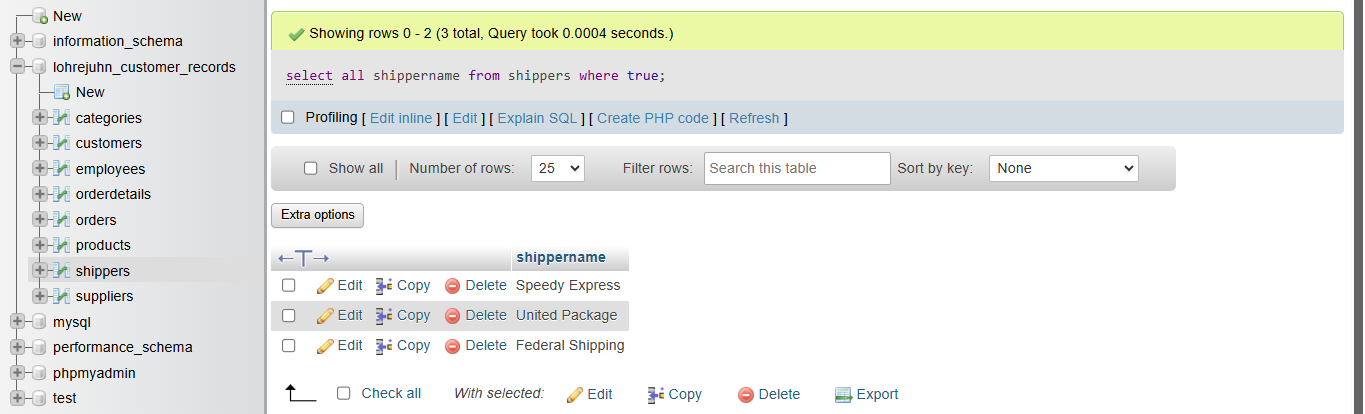 New
information_schema
lohrejuhn_customer_records
New
categories
customers
employees
orderdetails
orders
products
shippers
suppliers
mysql
performance_schema
phpmyadmin
test
Showing rows 0 - 2 (3 total, Query took 0.0004 seconds.)
select all shippername from shippers where true;
Profiling [ Edit inline ] [ Edit ] [ Explain SQL ] [ Create PHP code ] [ Refresh ]
Show all Number of rows: 25 Filter rows: Search this table Sort by key: None
Extra options
←T→ shippername
Edit Copy Delete Speedy Express
Edit Copy Delete United Package
Edit Copy Delete Federal Shipping
Check all With selected: Edit Copy Delete Export